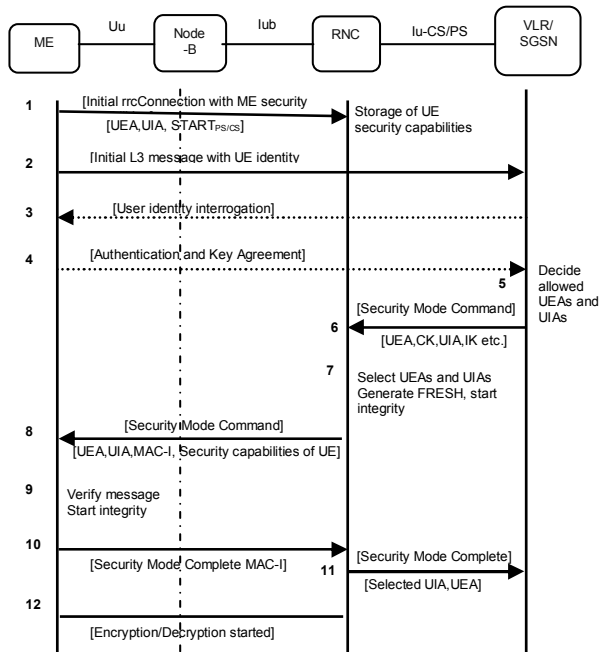 ME
Uu
Node
-B
Iub
RNC
Iu-CS/PS
VLR/
SGSN
1
[Initial rrcConnection with ME security
[UEA,UIA, STARTPS/CS]
Storage of UE
security capabilities
2
[Initial L3 message with UE identity
3
[User identity interrogation]
4
[Authentication and Key Agreement]
5
Decide
allowed
UEAs and
UIAs
[Security Mode Command]
6
[UEA,CK,UIA,IK etc.]
7
Select UEAs and UIAs
Generate FRESH, start
integrity
8
[Security Mode Command]
[UEA,UIA,MAC-I, Security capabilities of UE]
9
Verify message
Start integrity
10
[Security Mode Complete MAC-I]
[Security Mode Complete]
11
[Selected UIA,UEA]
12
[Encryption/Decryption started]